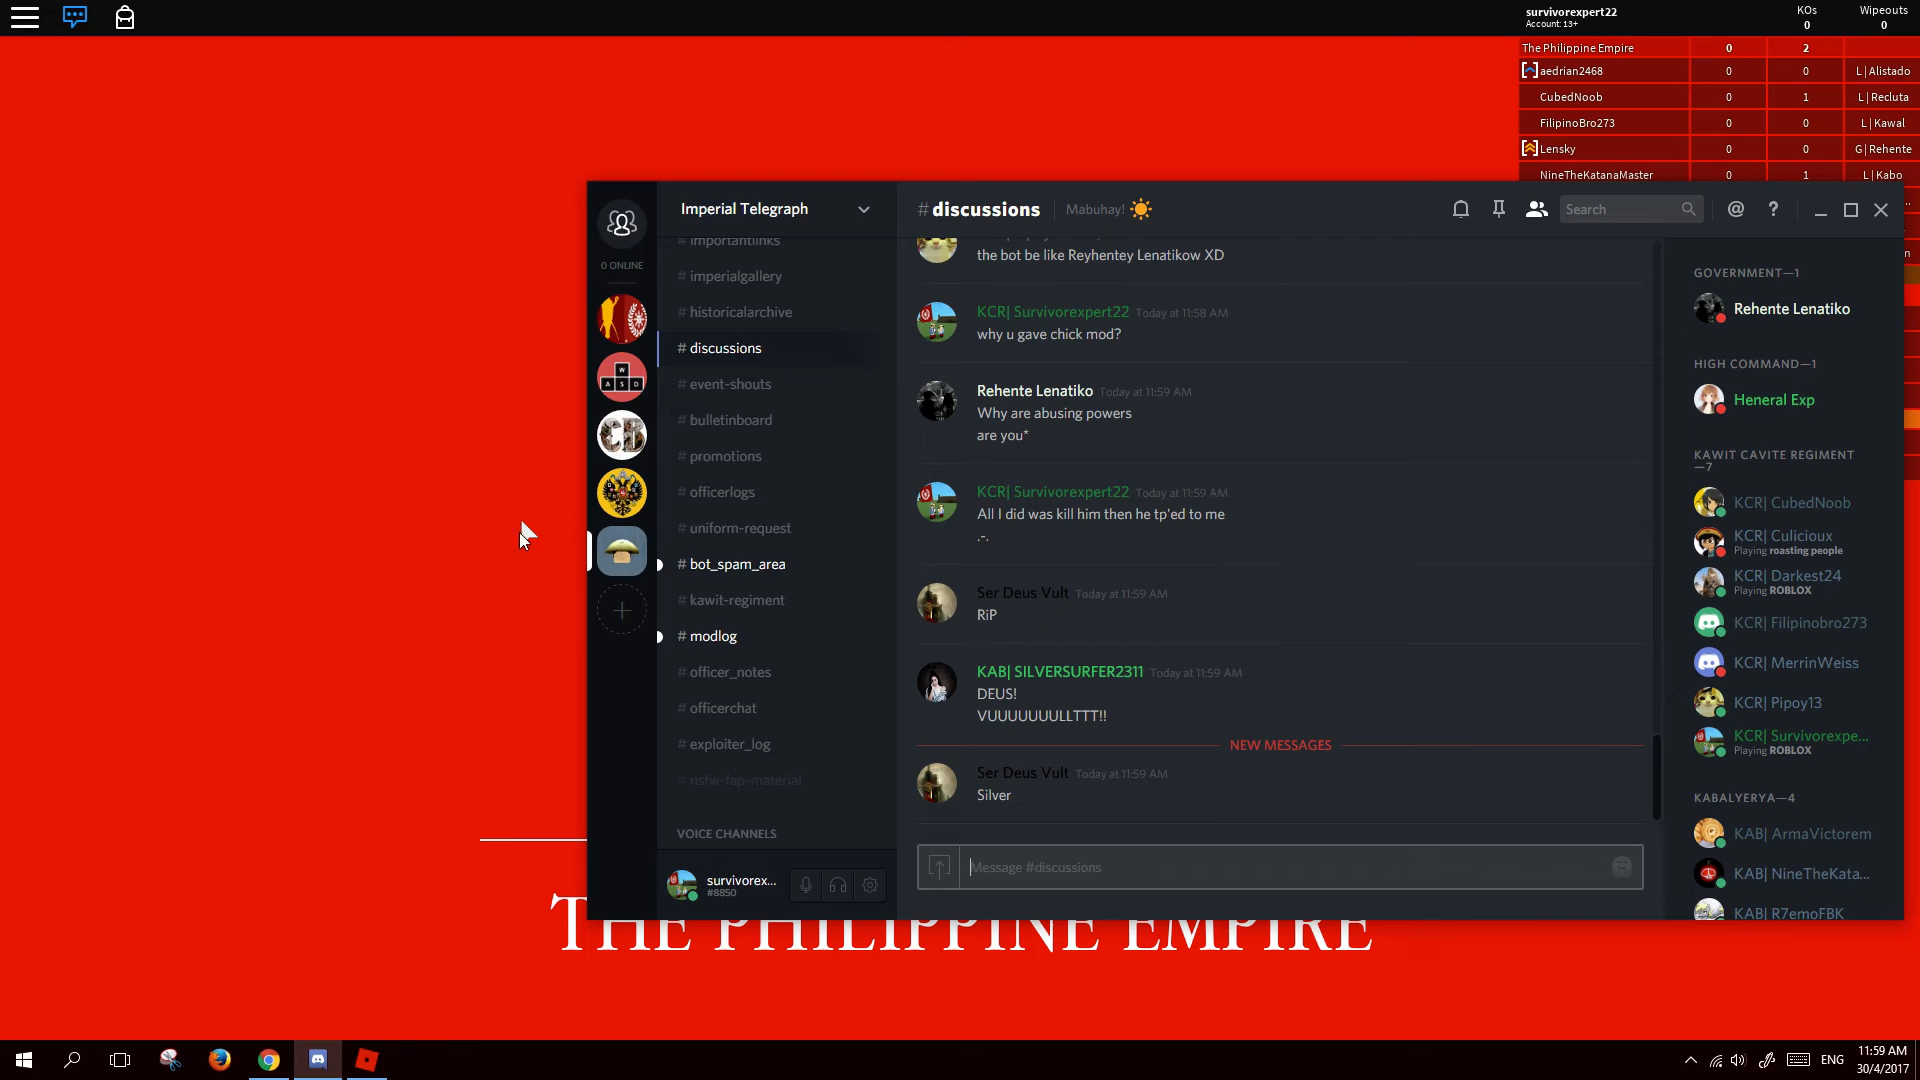 survivorexpert22
Account: 13+
KOs
0
Wipeouts
0
The Philippine Empire 0 2
aedrian2468 0 0 L | Alistado
CubedNoob 0 1 L | Recluta
FilipinoBro273 0 0 L | Kawal
Lensky 0 0 G | Rehente
NineTheKatanaMaster 0 1 L | Kabo
0 ONLINE
W
A S D
Imperial Telegraph
#importantlinks
#imperialgallery
#historicalarchive
#discussions
#event-shouts
#bulletinboard
#promotions
#officerlogs
#uniform-request
#bot_spam_area
#kawit-regiment
#modlog
#officer_notes
#officerchat
#exploiter_log
#nsfw-fap-material
VOICE CHANNELS
survivorex...
#8850
#discussions
Mabuhay!
Search
@ ?
the bot be like Reyhentey Lenatikow XD
KCR| Survivorexpert22 Today at 11:58 AM
why u gave chick mod?
Rehente Lenatiko Today at 11:59 AM
Why are abusing powers
are you*
KCR| Survivorexpert22 Today at 11:59 AM
All I did was kill him then he tp'ed to me
.-.
Ser Deus Vult Today at 11:59 AM
RiP
KAB| SILVERSURFER2311 Today at 11:59 AM
DEUS!
VUUUUUUULLTTT!!
NEW MESSAGES
Ser Deus Vult Today at 11:59 AM
Silver
Message #discussions
GOVERNMENT—1
Rehente Lenatiko
HIGH COMMAND—1
Heneral Exp
KAWIT CAVITE REGIMENT
—7
KCR| CubedNoob
KCR| Culicioux
Playing roasting people
KCR| Darkest24
Playing ROBLOX
KCR| Filipinobro273
KCR| MerrinWeiss
KCR| Pipoy13
KCR| Survivorexpe...
Playing ROBLOX
KABALYERYA—4
KAB| ArmaVictorem
KAB| NineTheKata...
KAB| R7emoFBK
THE PHILIPPINE EMPIRE
ENG
11:59 AM
30/4/2017